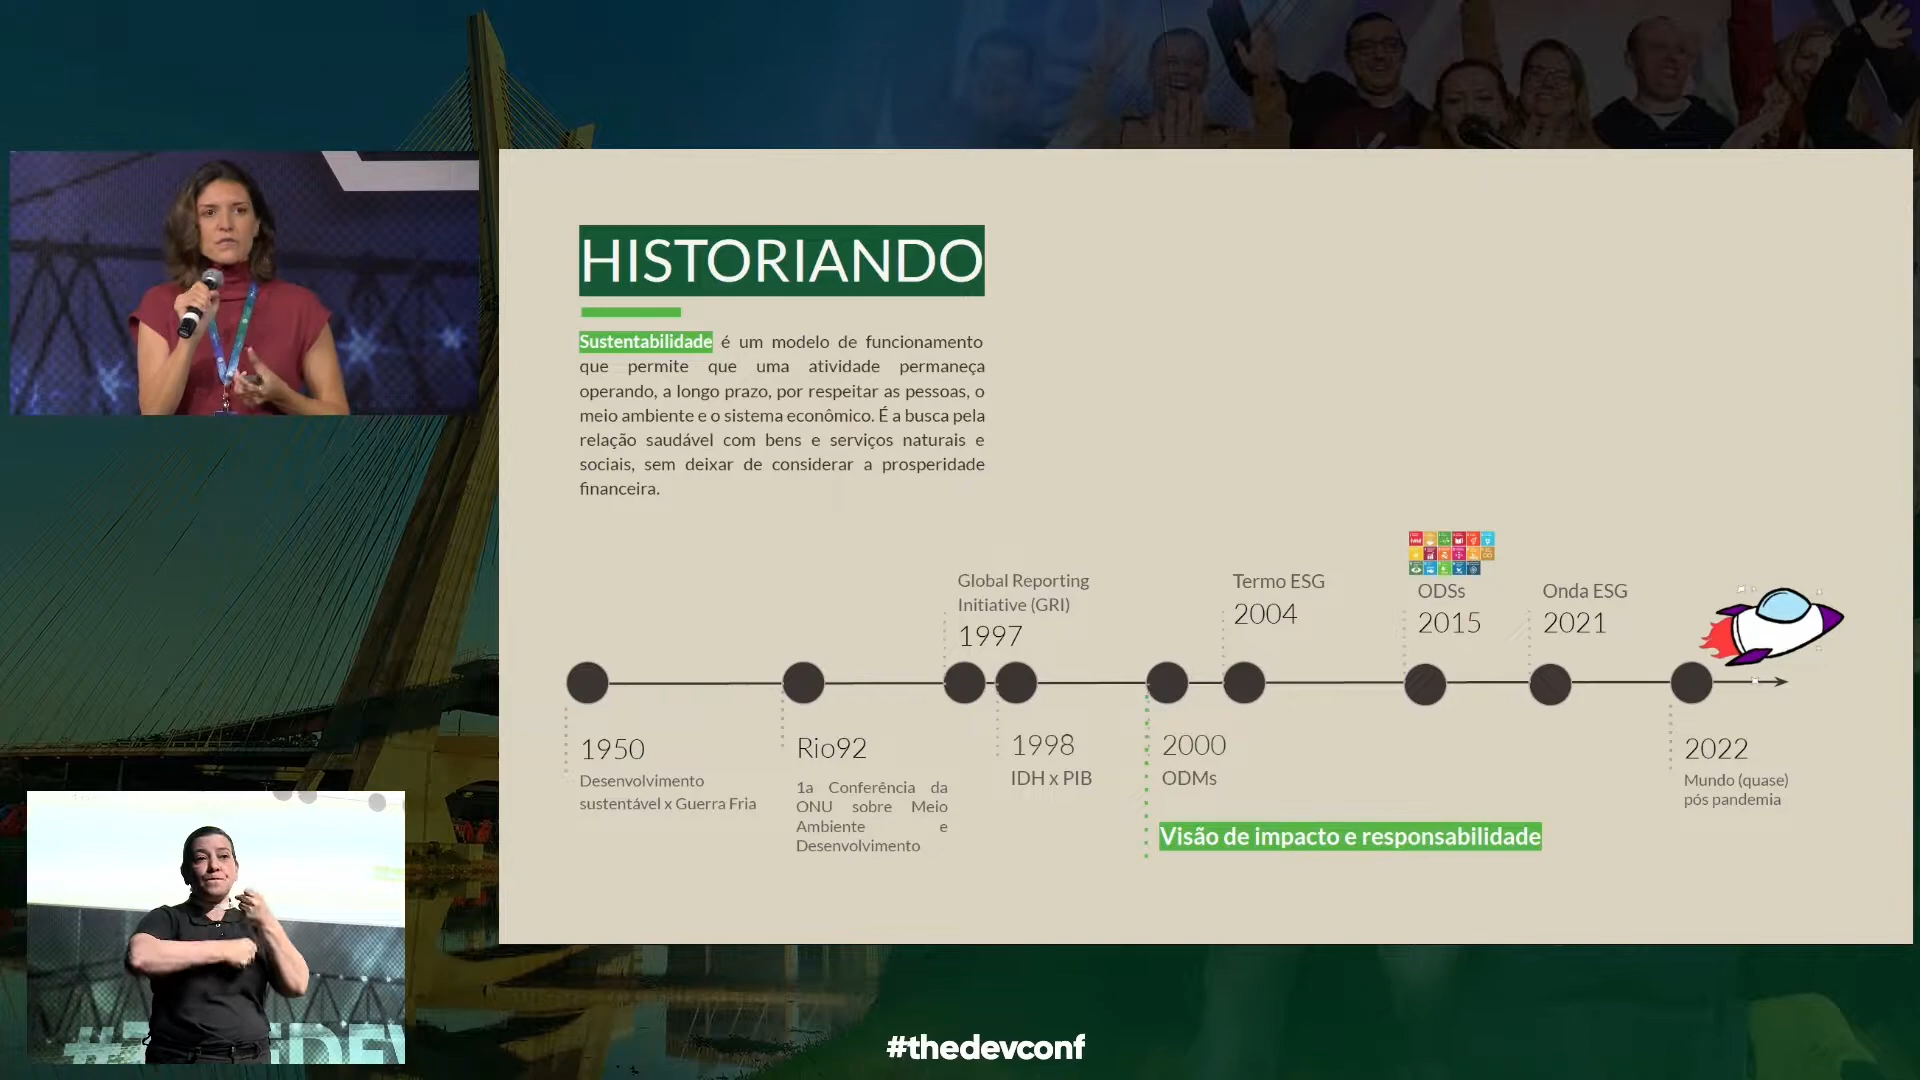 HISTORIANDO
Sustentabilidade é um modelo de funcionamento
que permite que uma atividade permaneça
operando, a longo prazo, por respeitar as pessoas, o
meio ambiente e o sistema econômico. É a busca pela
relação saudável com bens e serviços naturais e
sociais, sem deixar de considerar a prosperidade
financeira.
Global Reporting
Initiative (GRI)
1997
Termo ESG
2004
ODSs
2015
Onda ESG
2021
1950
Desenvolvimento
sustentável x Guerra Fria
Rio92
1a Conferência da
ONU sobre Meio
Ambiente e
Desenvolvimento
1998
IDH x PIB
2000
ODMs
Visão de impacto e responsabilidade
2022
Mundo (quase)
pós pandemia
#thedevconf